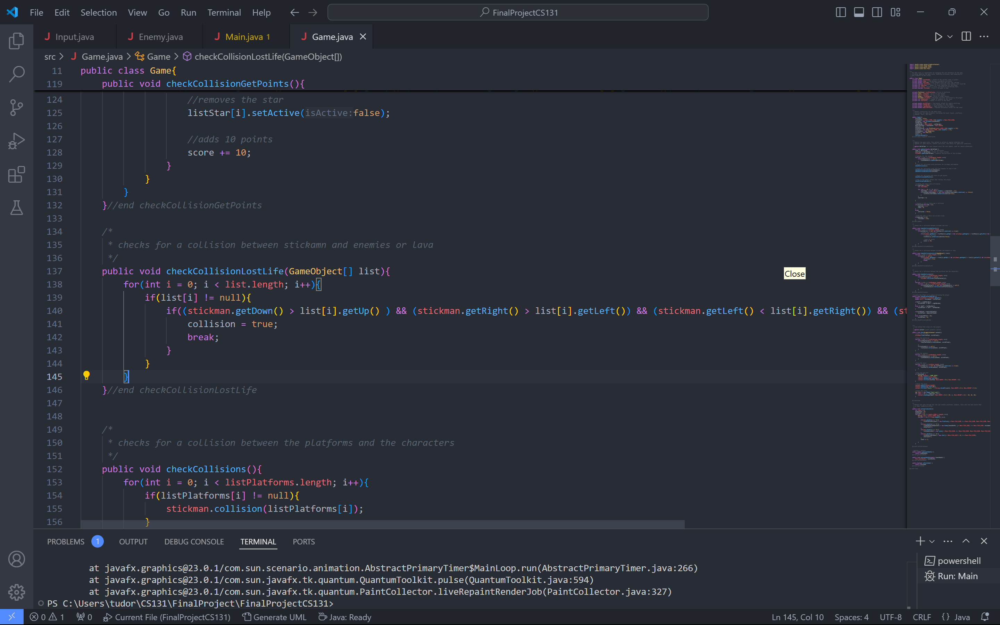 File Edit Selection View Go Run Terminal Help FinalProjectCS131
Input.java Enemy.java Main.java 1 Game.java
src > Game.java > Game > checkCollisionLostLife(GameObject[])
11 public class Game{
119 public void checkCollisionGetPoints(){
124 //removes the star
125 listStar[i].setActive(isActive:false);
126
127 //adds 10 points
128 score += 10;
129 }
130 }
131 }
132 }//end checkCollisionGetPoints
133
134 /*
135 * checks for a collision between stickamn and enemies or lava
136 */
137 public void checkCollisionLostLife(GameObject[] list){
138 for(int i = 0; i < list.length; i++){
139 if(list[i] != null){
140 if((stickman.getDown() > list[i].getUp() ) && (stickman.getRight() > list[i].getLeft()) && (stickman.getLeft() < list[i].getRight()) && (st
141 collision = true;
142 break;
143 }
144 }
145 }
146 }//end checkCollisionLostLife
147
148
149 /*
150 * checks for a collision between the platforms and the characters
151 */
152 public void checkCollisions(){
153 for(int i = 0; i < listPlatforms.length; i++){
154 if(listPlatforms[i] != null){
155 stickman.collision(listPlatforms[i]);
156 }
Close
PROBLEMS 1 OUTPUT DEBUG CONSOLE TERMINAL PORTS
at javafx.graphics@23.0.1/com.sun.scenario.animation.AbstractPrimaryTimer$MainLoop.run(AbstractPrimaryTimer.java:266)
at javafx.graphics@23.0.1/com.sun.javafx.tk.quantum.QuantumToolkit.pulse(QuantumToolkit.java:594)
at javafx.graphics@23.0.1/com.sun.javafx.tk.quantum.PaintCollector.liveRepaintRenderJob(PaintCollector.java:327)
PS C:\Users\tudor\CS131\FinalProject\FinalProjectCS131>
powershell
Run: Main
0 1 0 Current File (FinalProjectCS131) Generate UML Java: Ready Ln 145, Col 10 Spaces: 4 UTF-8 CRLF {} Java